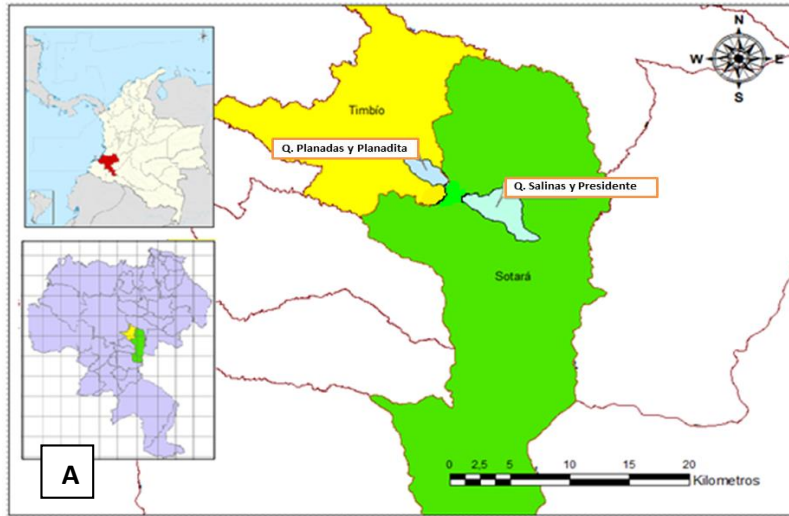 N
W E
S
Timbío
Q. Planadas y Planadita
Q. Salinas y Presidente
Sotará
A
0 2,5 5 10 15 20
Kilometros